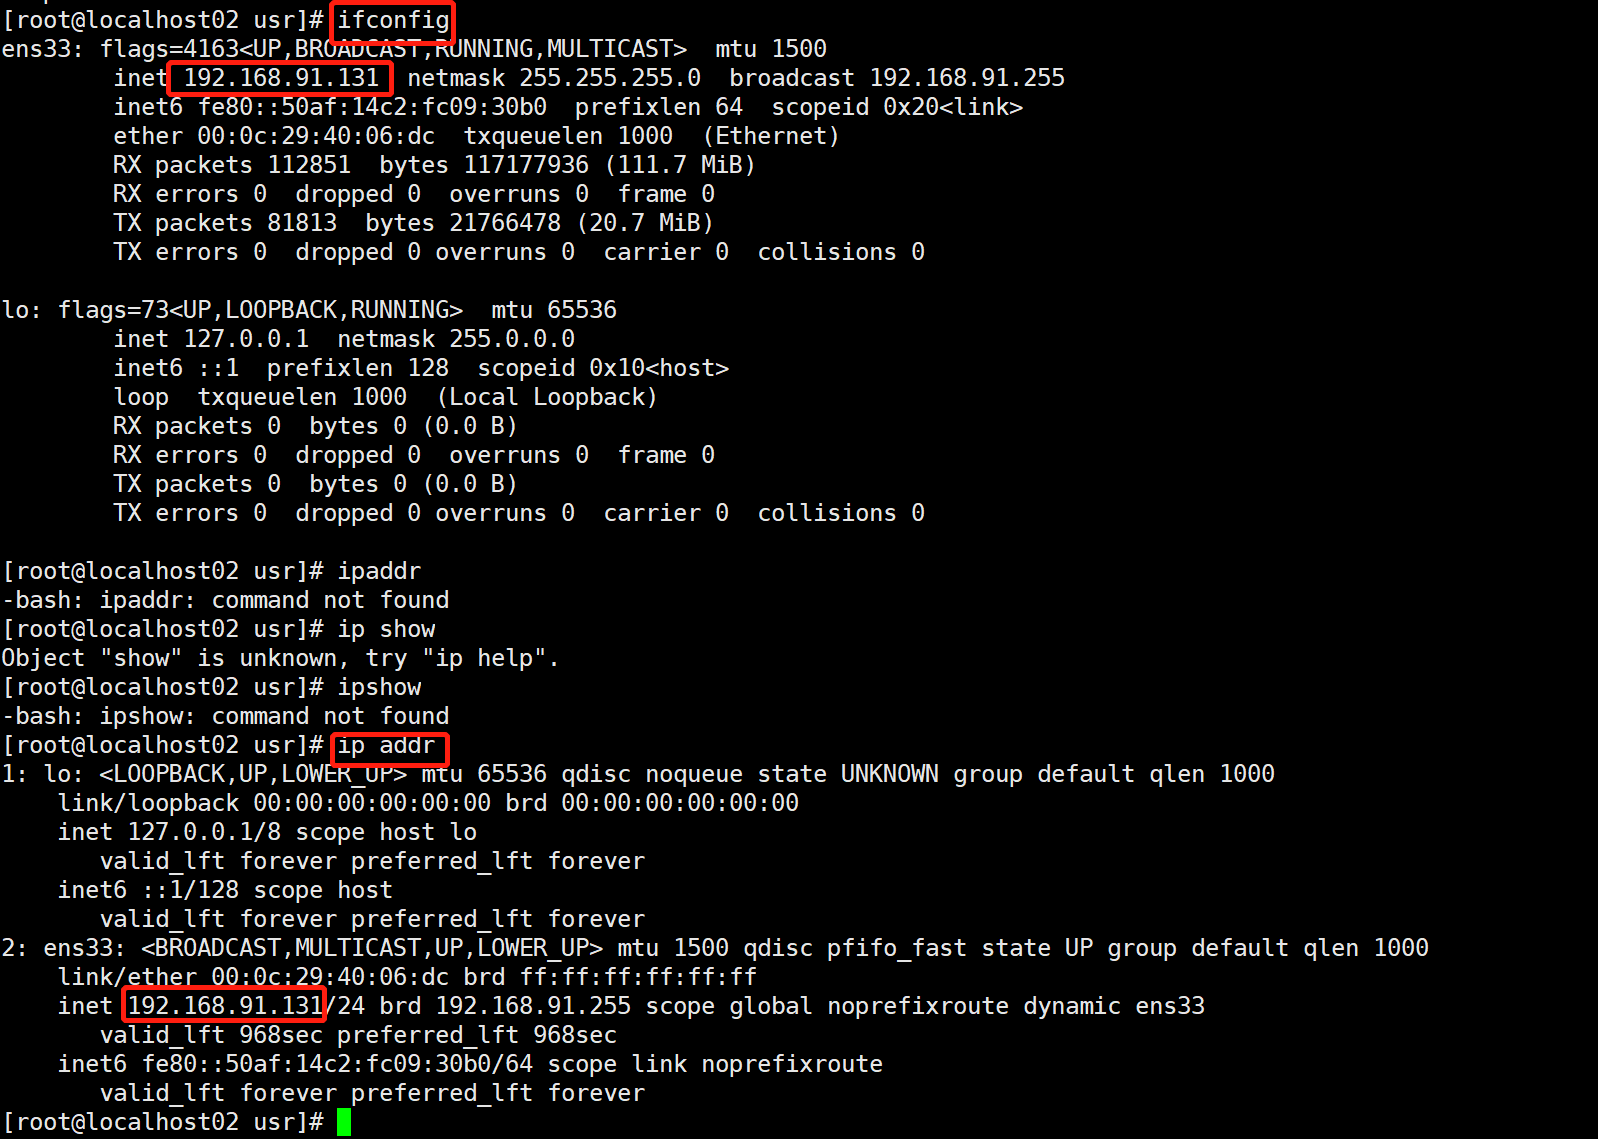 [root@localhost02 usr]# ifconfig
ens33: flags=4163<UP,BROADCAST,RUNNING,MULTICAST>  mtu 1500
        inet 192.168.91.131  netmask 255.255.255.0  broadcast 192.168.91.255
        inet6 fe80::50af:14c2:fc09:30b0  prefixlen 64  scopeid 0x20<link>
        ether 00:0c:29:40:06:dc  txqueuelen 1000  (Ethernet)
        RX packets 112851  bytes 117177936 (111.7 MiB)
        RX errors 0  dropped 0  overruns 0  frame 0
        TX packets 81813  bytes 21766478 (20.7 MiB)
        TX errors 0  dropped 0 overruns 0  carrier 0  collisions 0

lo: flags=73<UP,LOOPBACK,RUNNING>  mtu 65536
        inet 127.0.0.1  netmask 255.0.0.0
        inet6 ::1  prefixlen 128  scopeid 0x10<host>
        loop  txqueuelen 1000  (Local Loopback)
        RX packets 0  bytes 0 (0.0 B)
        RX errors 0  dropped 0  overruns 0  frame 0
        TX packets 0  bytes 0 (0.0 B)
        TX errors 0  dropped 0 overruns 0  carrier 0  collisions 0

[root@localhost02 usr]# ipaddr
-bash: ipaddr: command not found
[root@localhost02 usr]# ip show
Object "show" is unknown, try "ip help".
[root@localhost02 usr]# ipshow
-bash: ipshow: command not found
[root@localhost02 usr]# ip addr
1: lo: <LOOPBACK,UP,LOWER_UP> mtu 65536 qdisc noqueue state UNKNOWN group default qlen 1000
    link/loopback 00:00:00:00:00:00 brd 00:00:00:00:00:00
    inet 127.0.0.1/8 scope host lo
       valid_lft forever preferred_lft forever
    inet6 ::1/128 scope host
       valid_lft forever preferred_lft forever
2: ens33: <BROADCAST,MULTICAST,UP,LOWER_UP> mtu 1500 qdisc pfifo_fast state UP group default qlen 1000
    link/ether 00:0c:29:40:06:dc brd ff:ff:ff:ff:ff:ff
    inet 192.168.91.131/24 brd 192.168.91.255 scope global noprefixroute dynamic ens33
       valid_lft 968sec preferred_lft 968sec
    inet6 fe80::50af:14c2:fc09:30b0/64 scope link noprefixroute
       valid_lft forever preferred_lft forever
[root@localhost02 usr]#